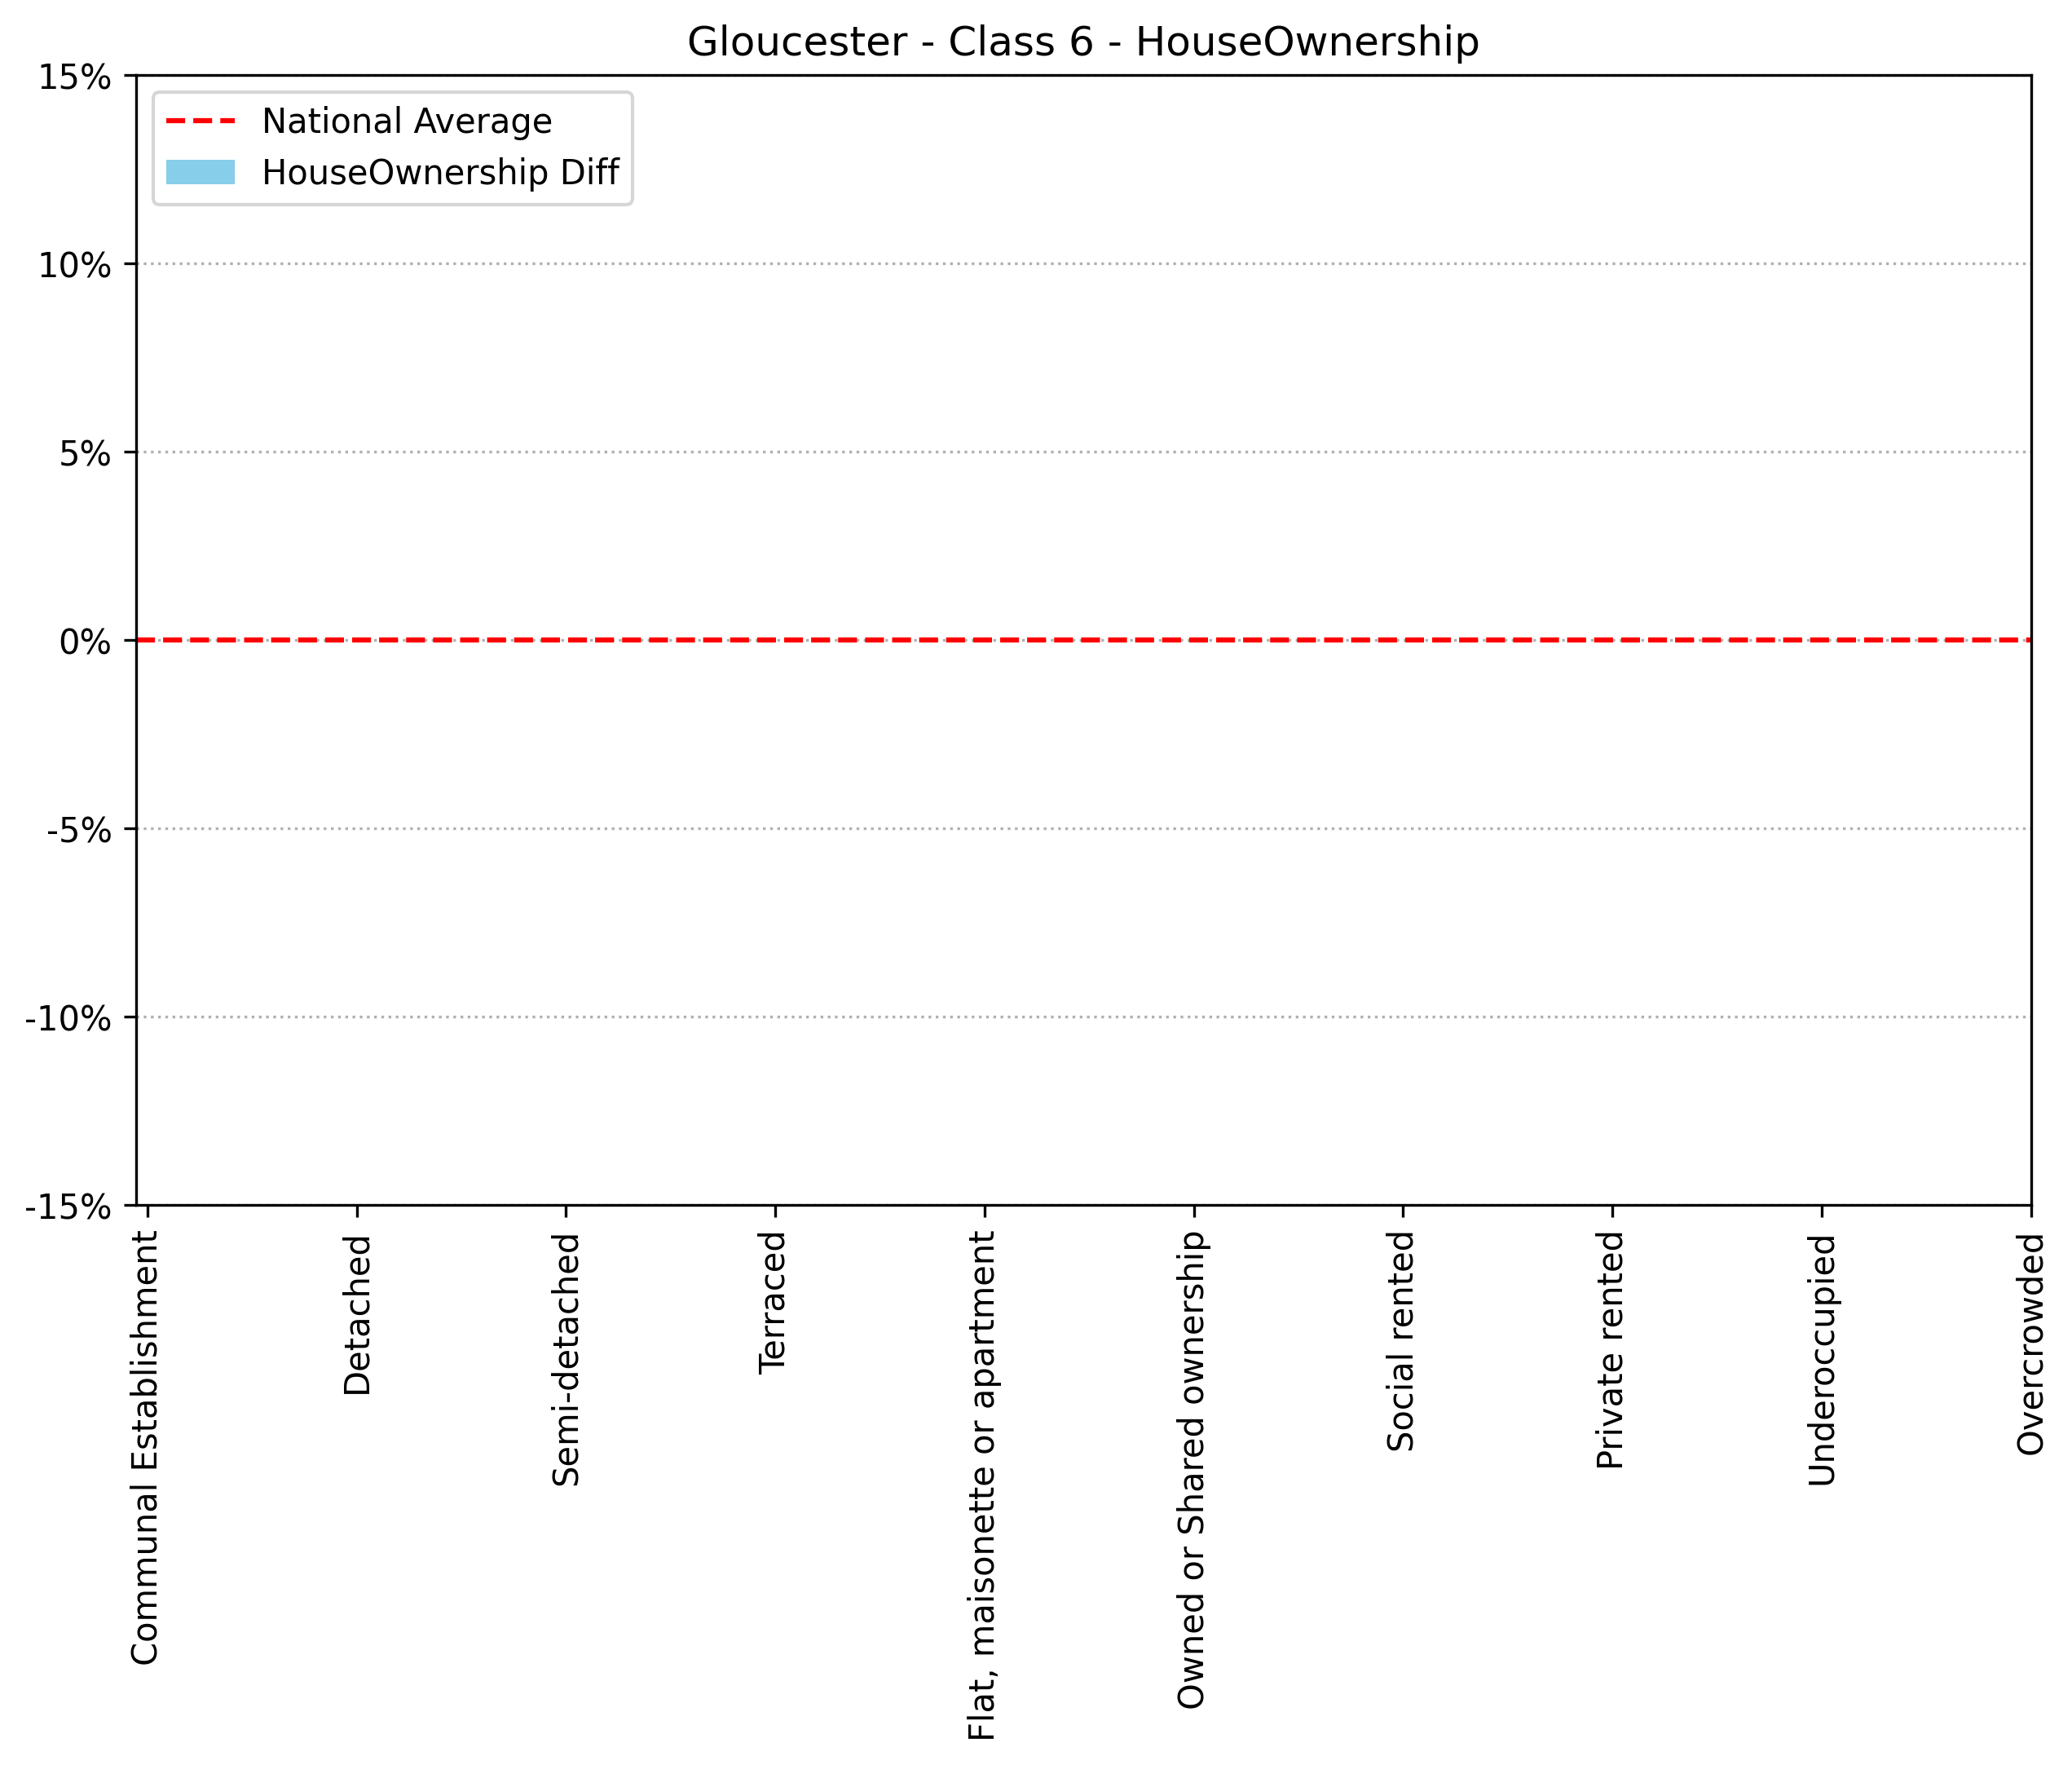 Gloucester - Class 6 - HouseOwnership
15%
National Average
HouseOwnership Diff
10%
5%
0%
-5%
-10%
-15%
Communal Establishment
Detached
Semi-detached
Terraced
Flat, maisonette or apartment
Owned or Shared ownership
Social rented
Private rented
Underoccupied
Overcrowded